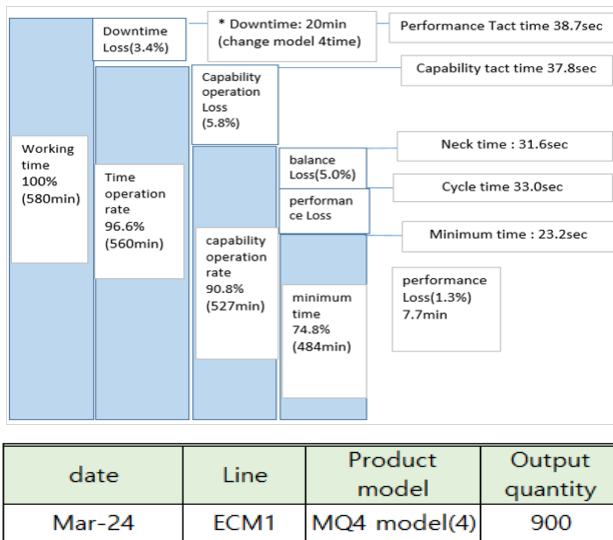 Downtime
Loss(3.4%)
* Downtime: 20min
(change model 4time)
Performance Tact time 38.7sec
Capability tact time 37.8sec
Capability
operation
Loss
(5.8%)
Working
time
100%
(580min)
Time
operation
rate
96.6%
(560min)
balance
Loss(5.0%)
Neck time : 31.6sec
performan
ce Loss
Cycle time 33.0sec
Minimum time : 23.2sec
capability
operation
rate
90.8%
(527min)
minimum
time
74.8%
(484min)
performance
Loss(1.3%)
7.7min
date
Line
Product
model
Output
quantity
Mar-24
ECM1
MQ4 model(4)
900